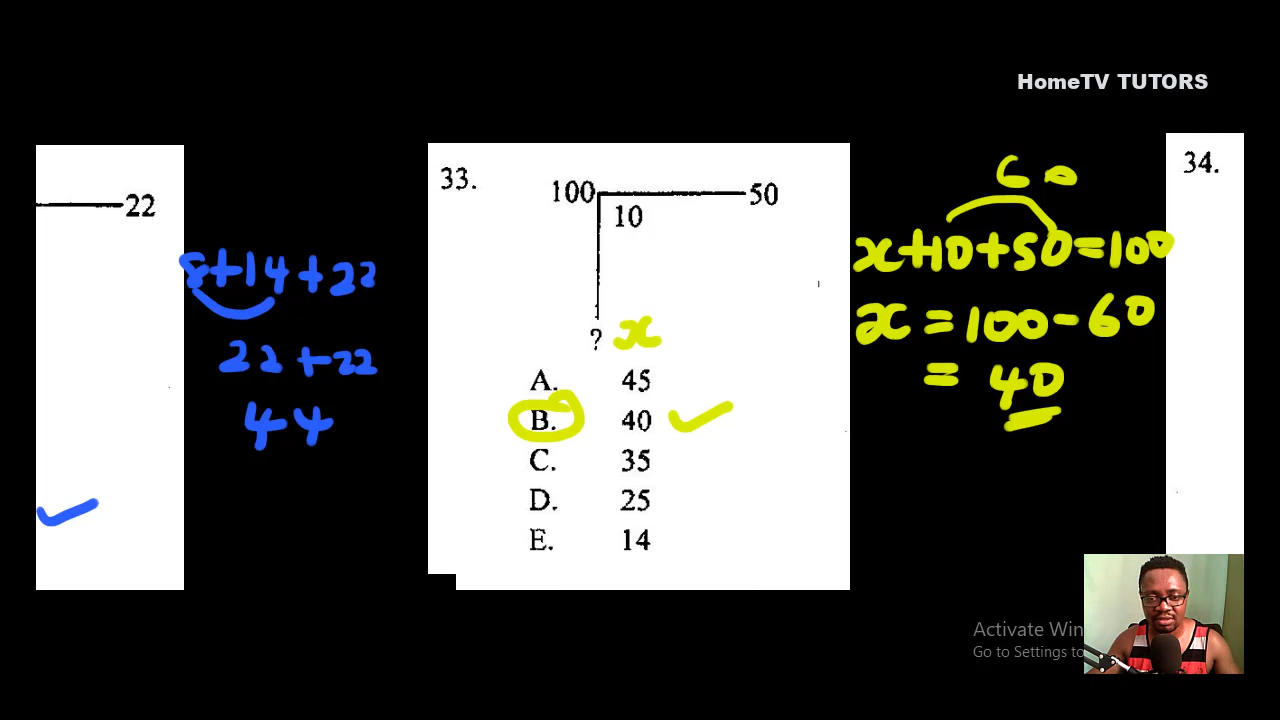 HomeTV TUTORS
22
8+14+22
22+22
44
33.
100 50
10
? x
A. 45
B. 40
C. 35
D. 25
E. 14
60
x+10+50=100
x=100-60
= 40
34.
Activate Win
Go to Settings to